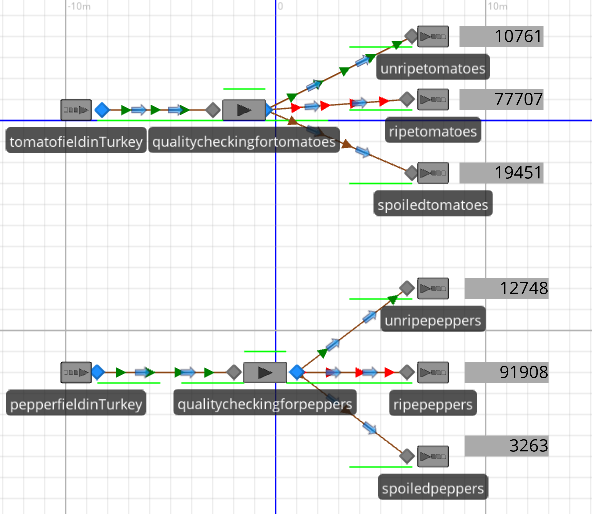 -10m
0
10m
10761
unripetomatoes
77707
tomatofieldinTurkey
qualitycheckingfortomatoes
ripetomatoes
19451
spoiledtomatoes
12748
unripepeppers
91908
pepperfieldinTurkey
qualitycheckingforpeppers
ripepeppers
3263
spoiledpeppers